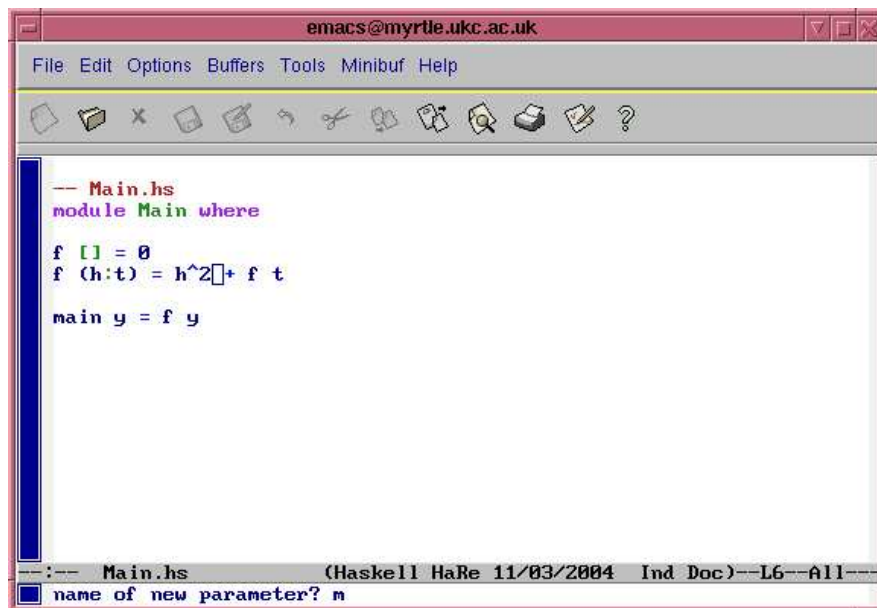 emacs@myrtle.ukc.ac.uk
File Edit Options Buffers Tools Minibuf Help
-- Main.hs
module Main where
f [] = 0
f (h:t) = h^2 + f t
main y = f y
--:-- Main.hs (Haskell HaRe 11/03/2004 Ind Doc)--L6--All---
name of new parameter? m